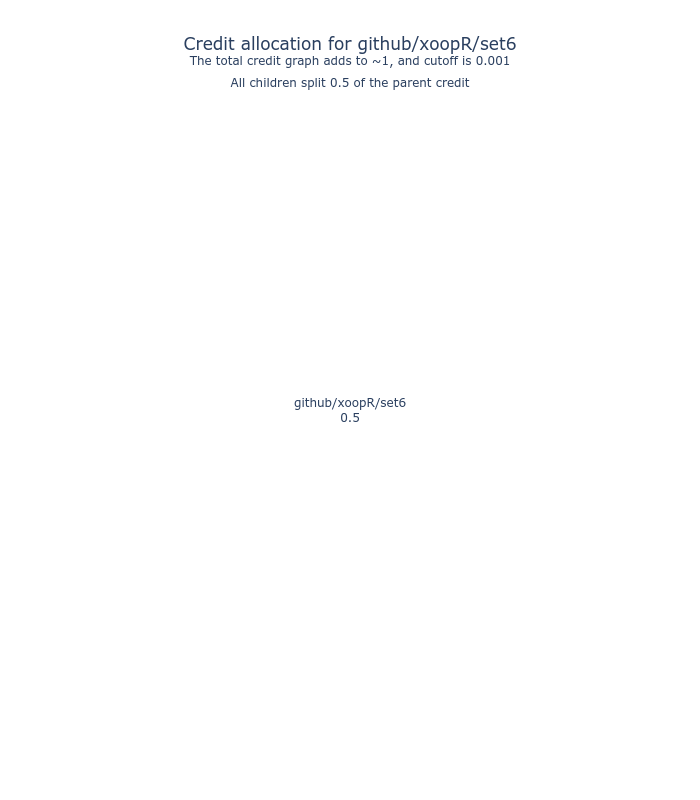 Credit allocation for github/xoopR/set6
The total credit graph adds to ~1, and cutoff is 0.001
All children split 0.5 of the parent credit
github/xoopR/set6
0.5